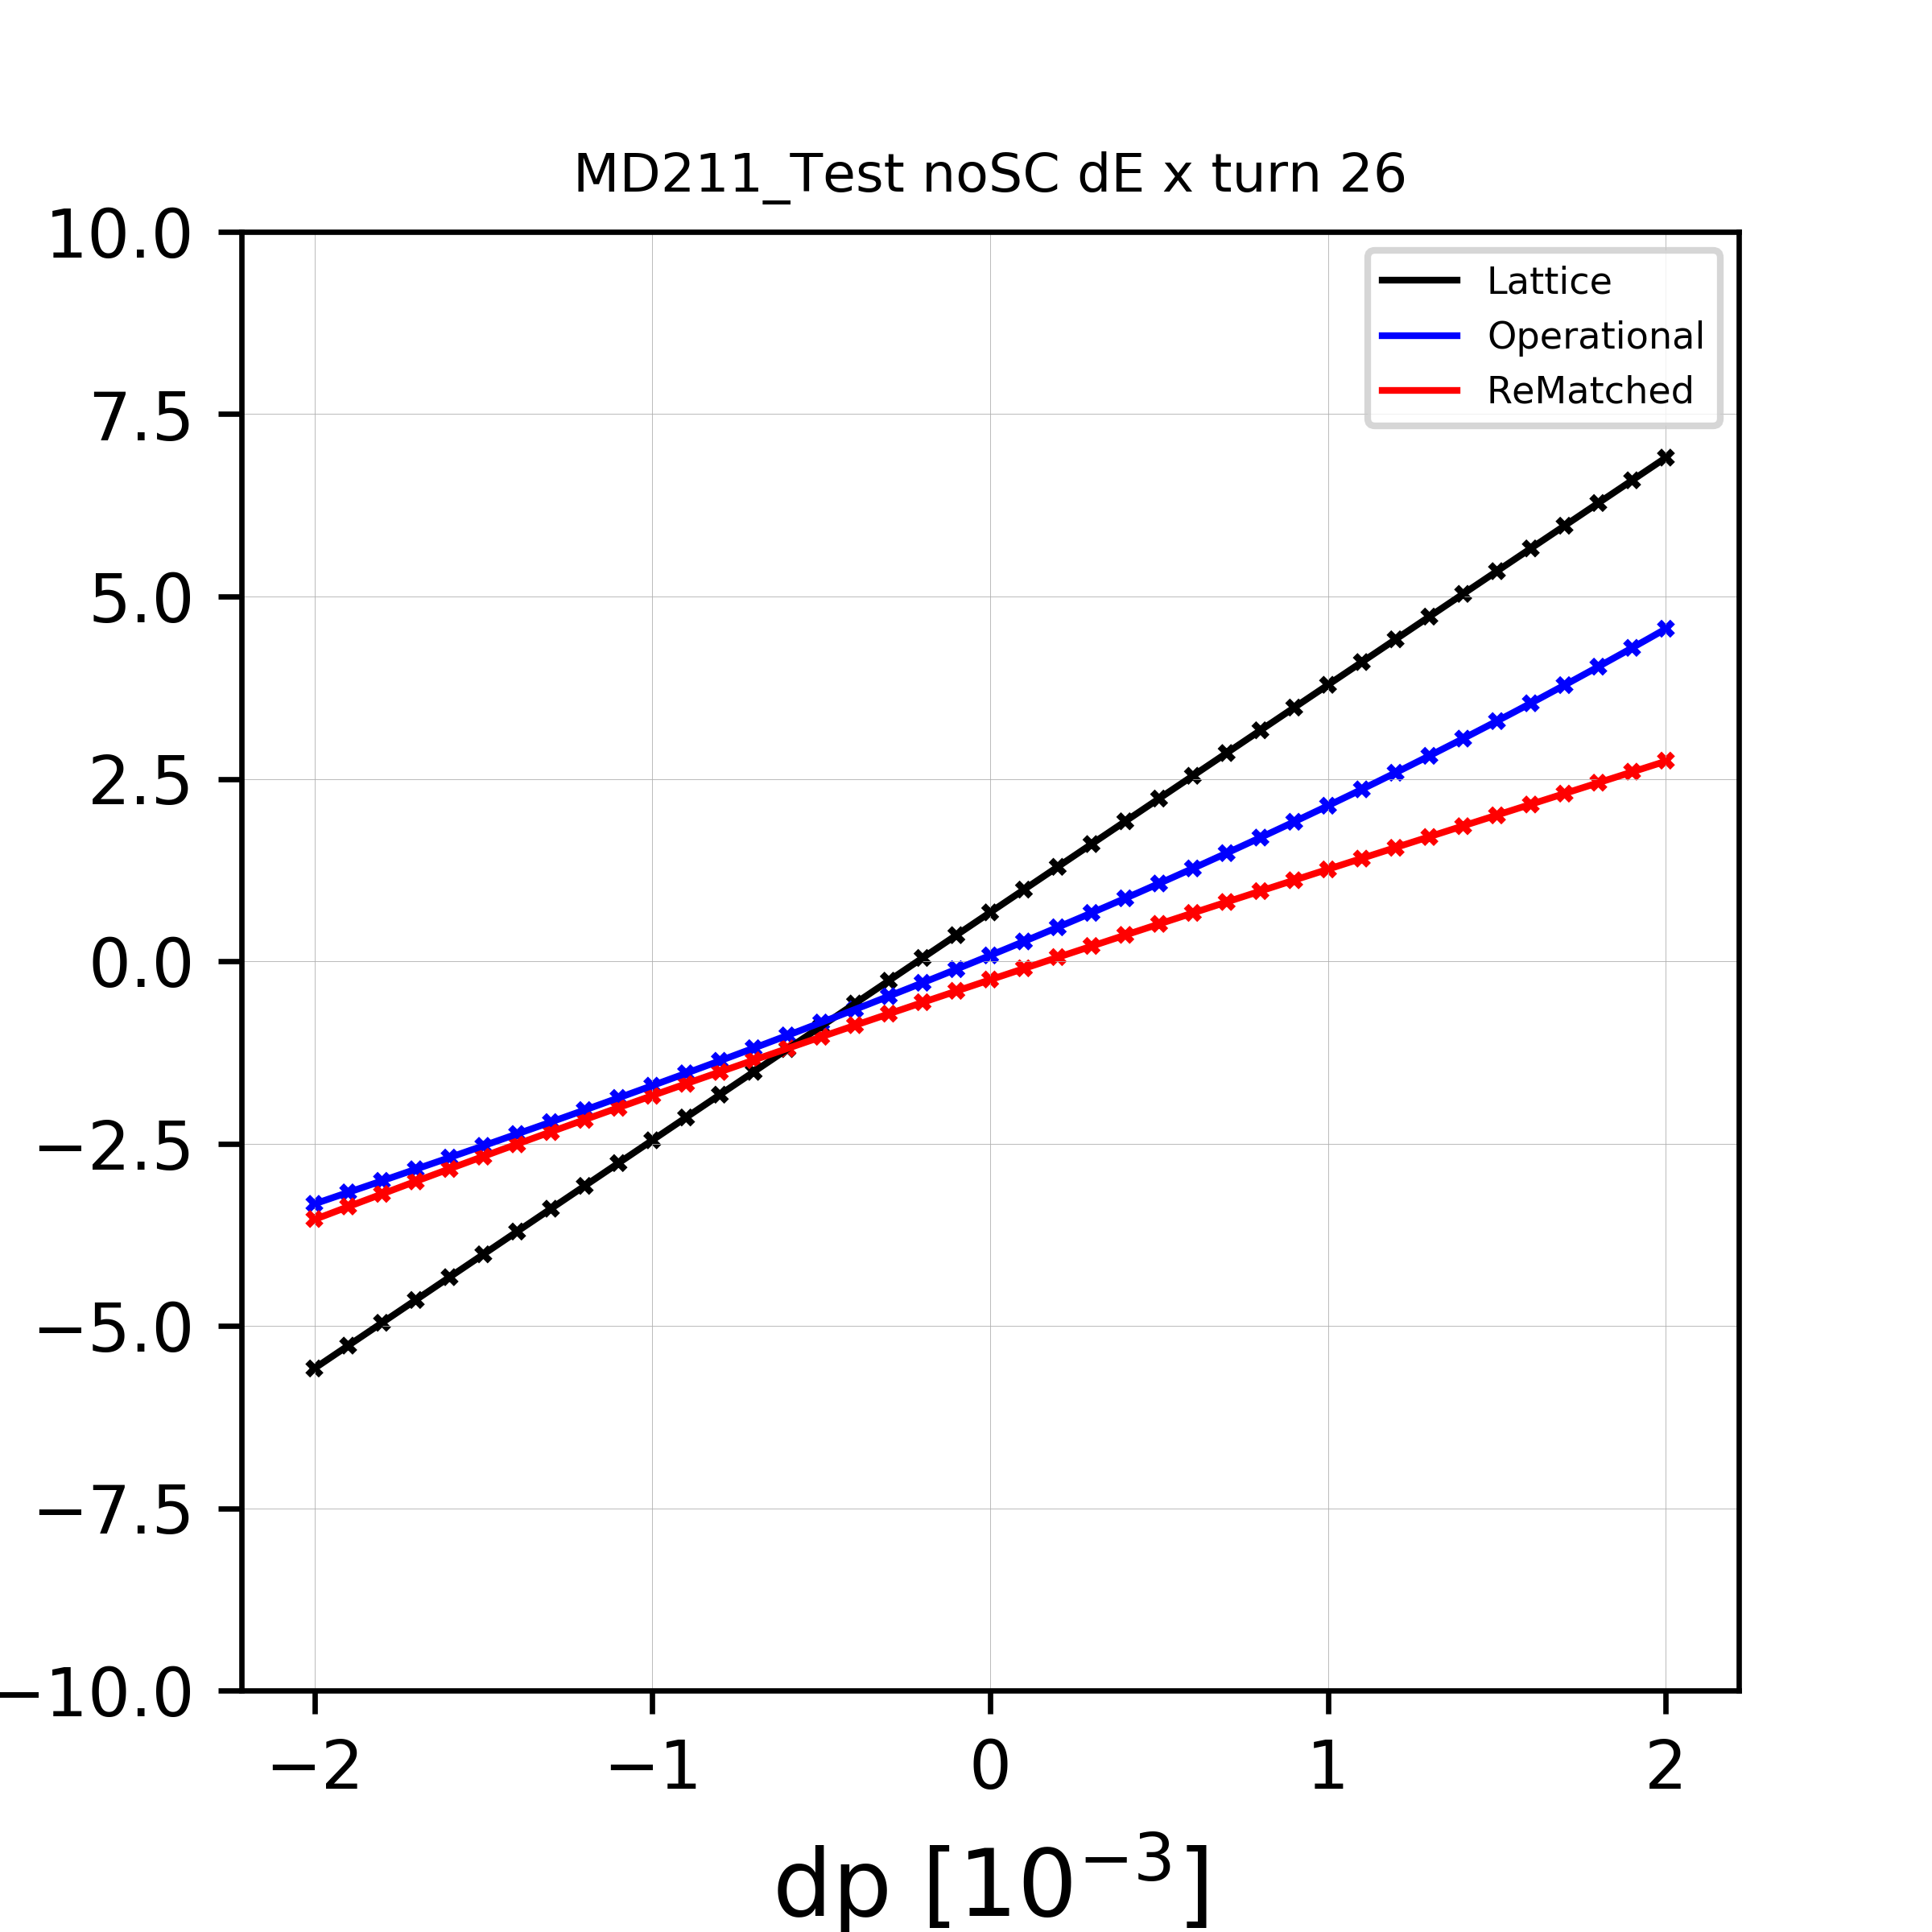 MD211_Test noSC dE x turn 26
10.0
7.5
5.0
2.5
0.0
−2.5
−5.0
−7.5
−10.0
Lattice
Operational
ReMatched
−2 −1 0 1 2
dp [10⁻³]